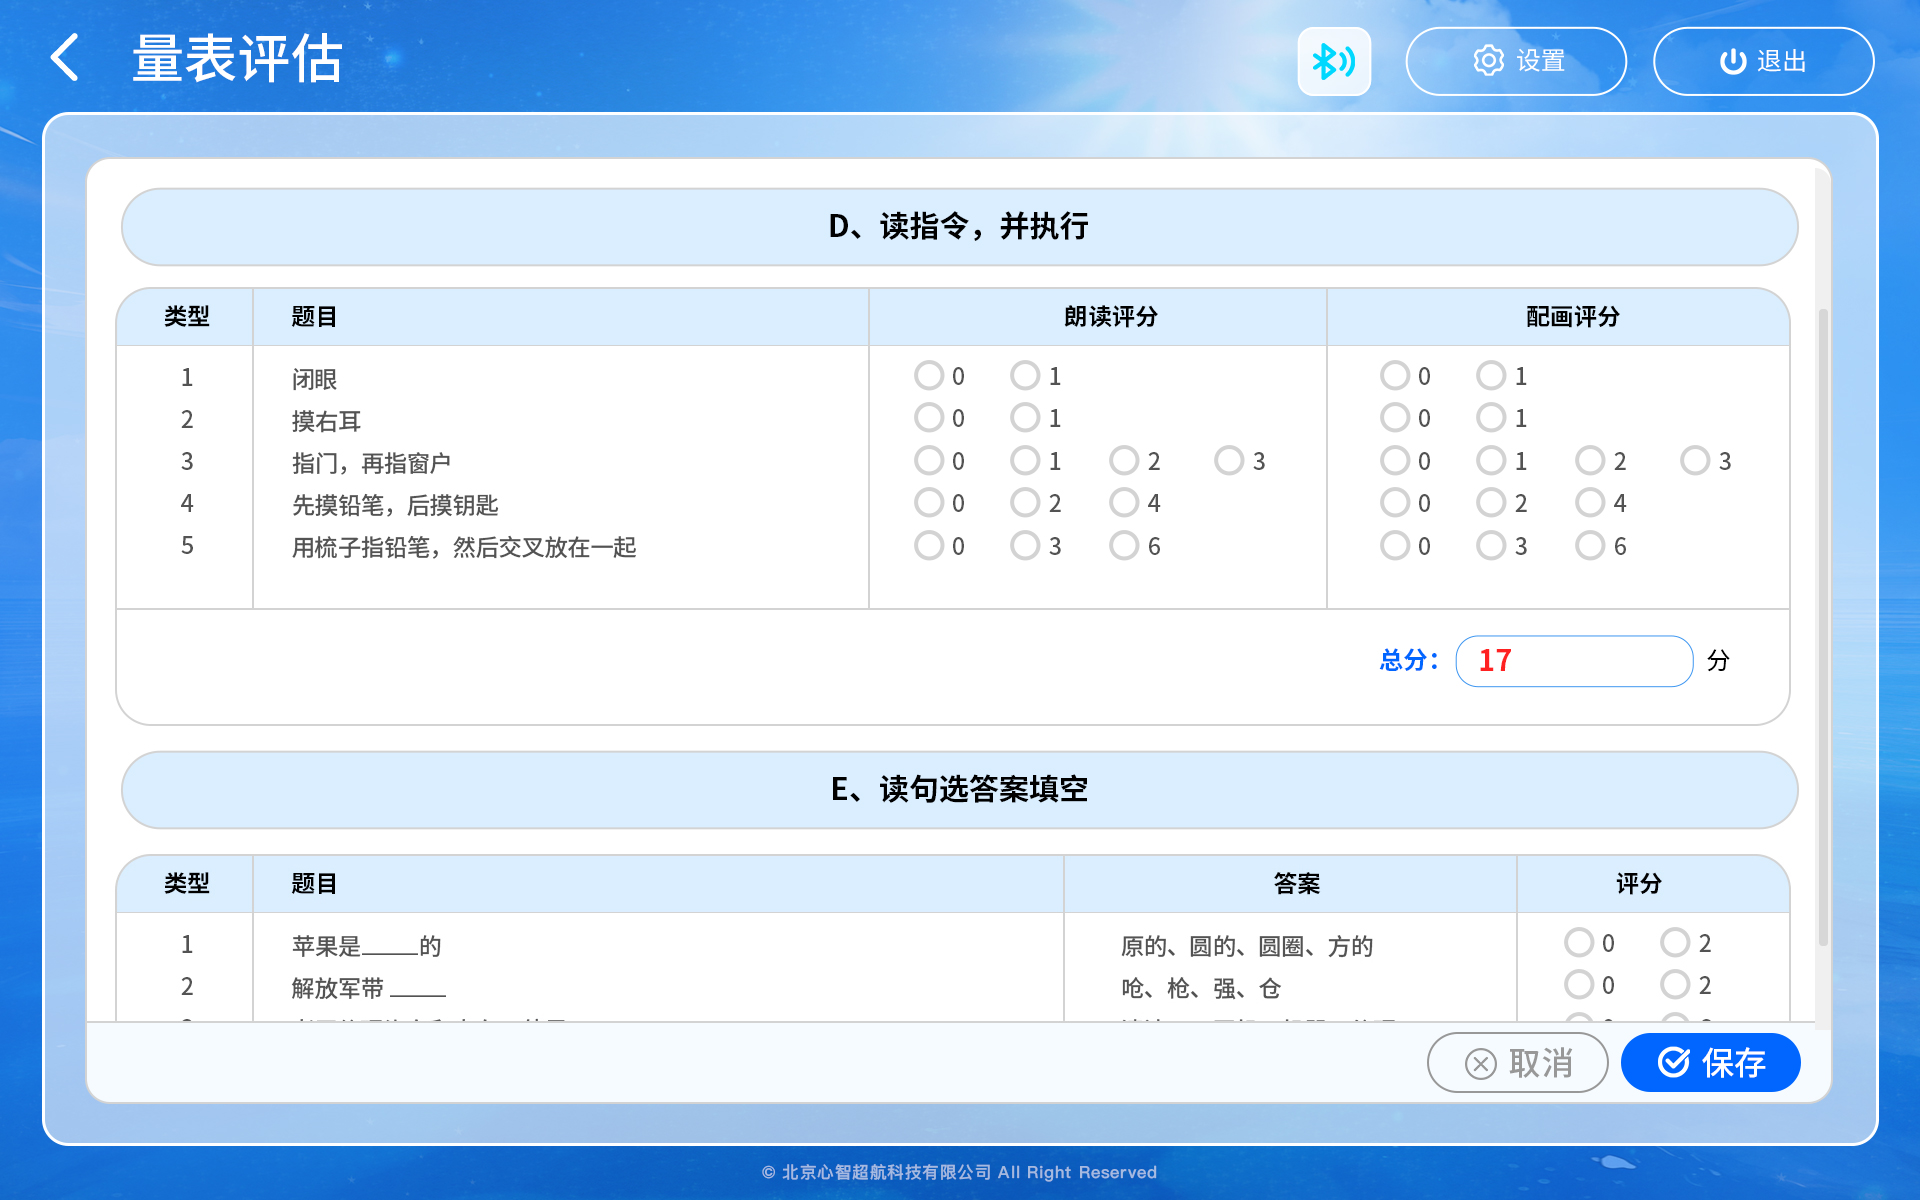 量表评估
设置
退出
D、读指令，并执行
类型 题目 朗读评分 配画评分
1 闭眼 0 1 0 1
2 摸右耳 0 1 0 1
3 指门，再指窗户 0 1 2 3 0 1 2 3
4 先摸铅笔，后摸钥匙 0 2 4 0 2 4
5 用梳子指铅笔，然后交叉放在一起 0 3 6 0 3 6
总分： 17 分
E、读句选答案填空
类型 题目 答案 评分
1 苹果是_____的 原的、圆的、圆圈、方的 0 2
2 解放军带 _____ 呛、枪、强、仓 0 2
取消
保存
© 北京心智超航科技有限公司 All Right Reserved